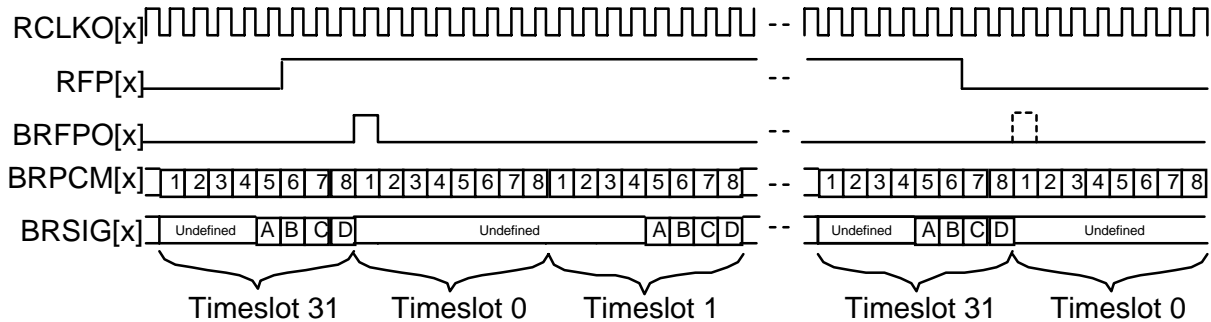 RCLKO[x] --
RFP[x] --
BRFPO[x] --
BRPCM[x] 1 2 3 4 5 6 7 8 1 2 3 4 5 6 7 8 1 2 3 4 5 6 7 8 -- 1 2 3 4 5 6 7 8 1 2 3 4 5 6 7 8
BRSIG[x] Undefined A B C D Undefined A B C D -- Undefined A B C D Undefined
Timeslot 31 Timeslot 0 Timeslot 1 Timeslot 31 Timeslot 0